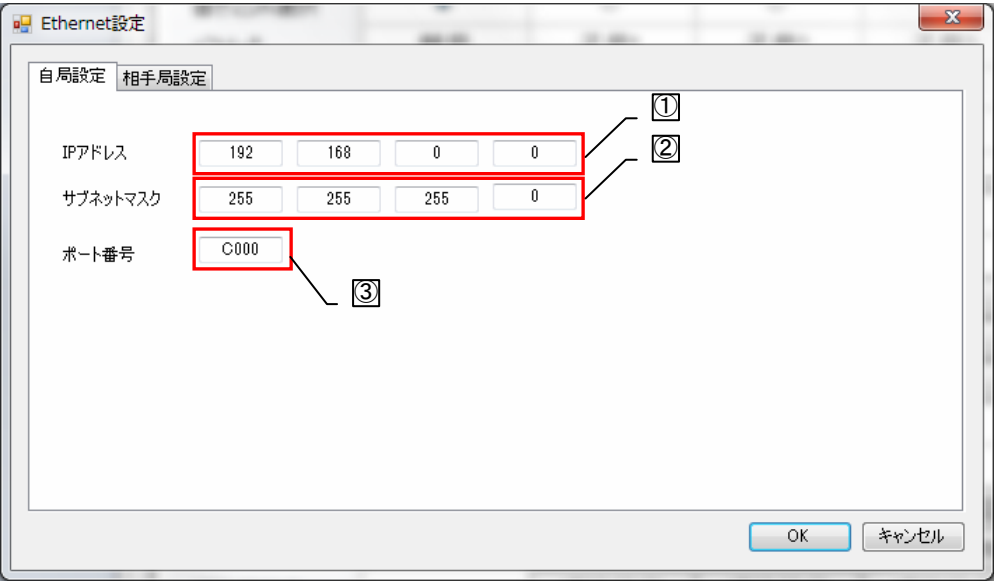 Ethernet設定
自局設定 相手局設定
①
IPアドレス 192 168 0 0
②
サブネットマスク 255 255 255 0
ポート番号 C000
③
OK キャンセル